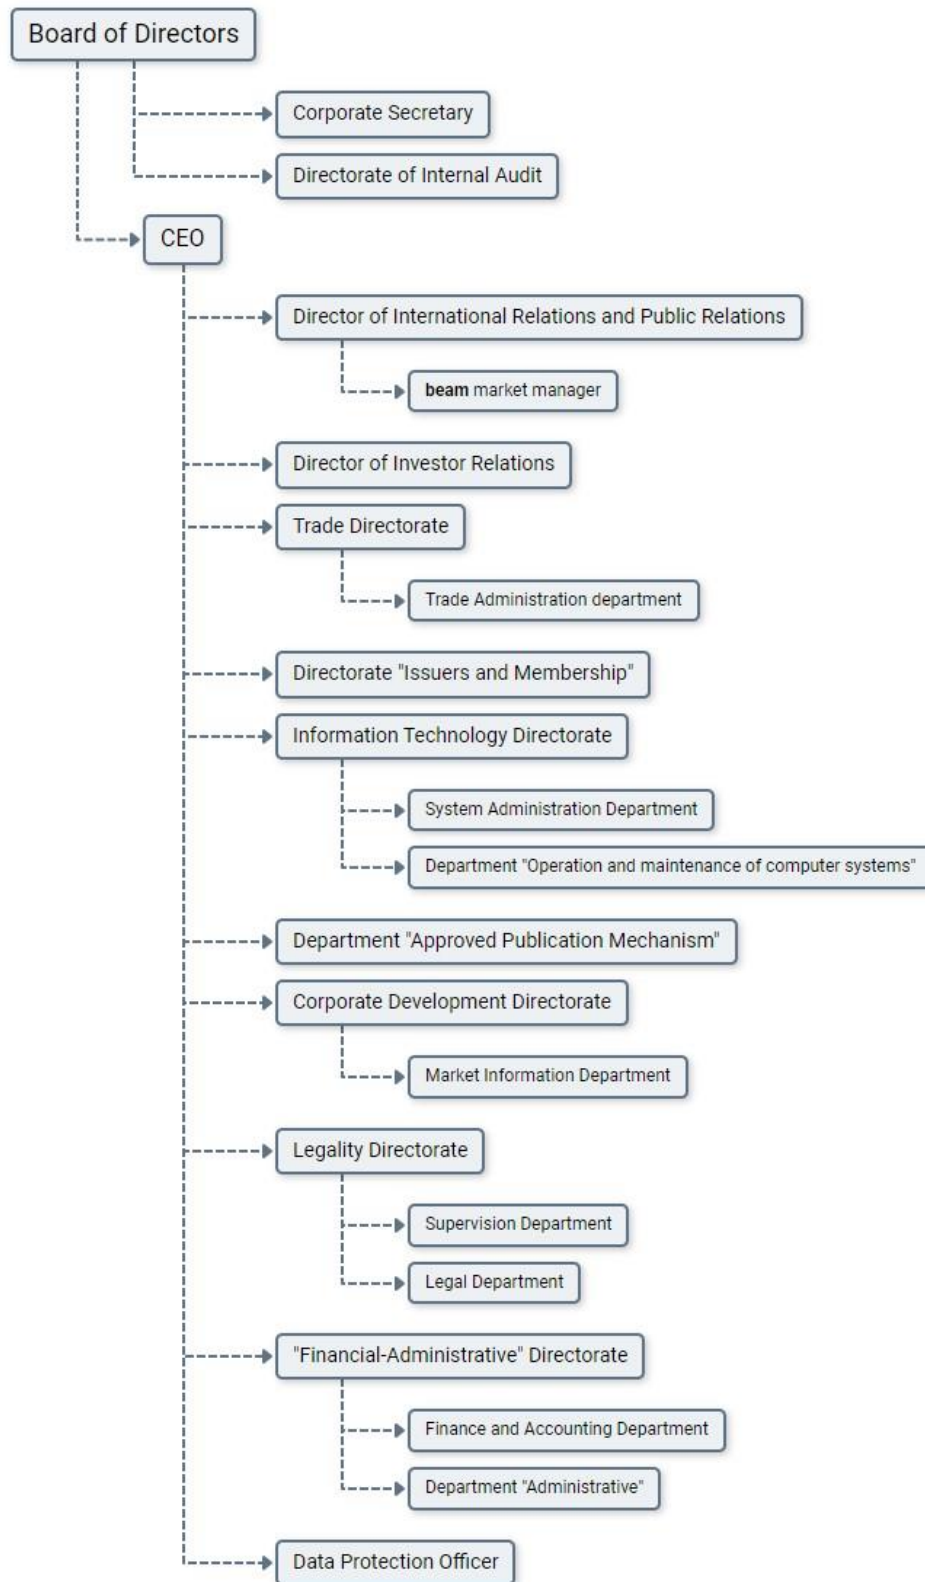 Board of Directors
Corporate Secretary
Directorate of Internal Audit
CEO
Director of International Relations and Public Relations
beam market manager
Director of Investor Relations
Trade Directorate
Trade Administration department
Directorate "Issuers and Membership"
Information Technology Directorate
System Administration Department
Department "Operation and maintenance of computer systems"
Department "Approved Publication Mechanism"
Corporate Development Directorate
Market Information Department
Legality Directorate
Supervision Department
Legal Department
"Financial-Administrative" Directorate
Finance and Accounting Department
Department "Administrative"
Data Protection Officer